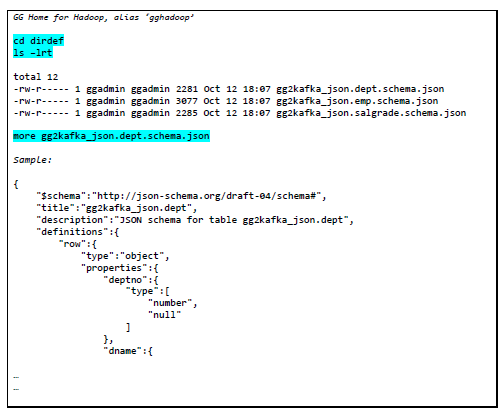 GG Home for Hadoop, alias 'gghadoop'
cd dirdef
ls -lrt
total 12
-rw-r----- 1 ggadmin ggadmin 2281 Oct 12 18:07 gg2kafka_json.dept.schema.json
-rw-r----- 1 ggadmin ggadmin 3077 Oct 12 18:07 gg2kafka_json.emp.schema.json
-rw-r----- 1 ggadmin ggadmin 2285 Oct 12 18:07 gg2kafka_json.salgrade.schema.json
more gg2kafka_json.dept.schema.json
Sample:
{
    "$schema":"http://json-schema.org/draft-04/schema#",
    "title":"gg2kafka_json.dept",
    "description":"JSON schema for table gg2kafka_json.dept",
    "definitions":{
        "row":{
            "type":"object",
            "properties":{
                "deptno":{
                    "type":[
                        "number",
                        "null"
                    ]
                },
                "dname":{
…
…